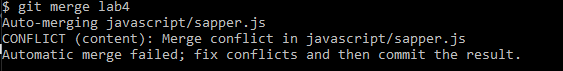 $ git merge lab4
Auto-merging javascript/sapper.js
CONFLICT (content): Merge conflict in javascript/sapper.js
Automatic merge failed; fix conflicts and then commit the result.